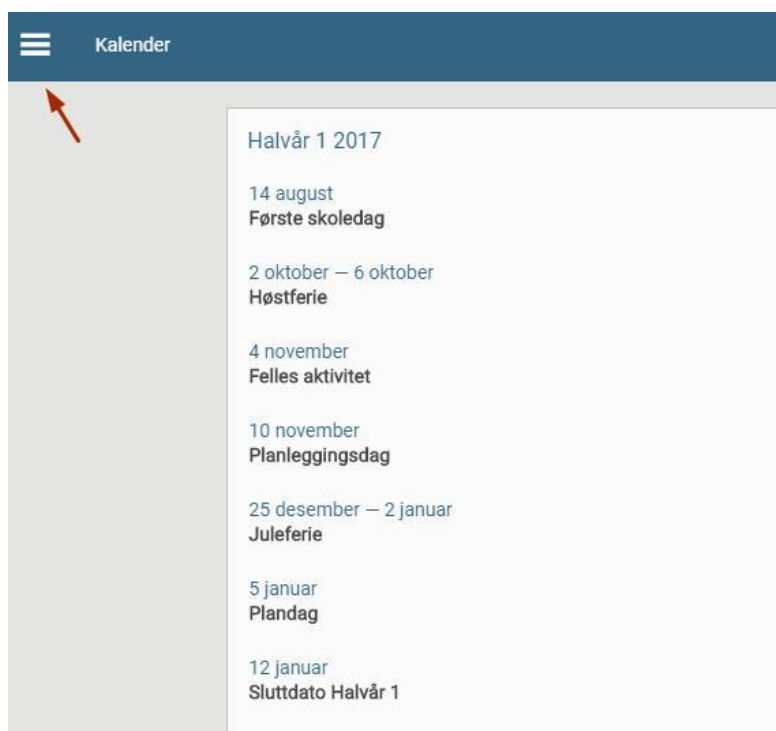 Kalender
Halvår 1 2017
14 august
Første skoledag
2 oktober — 6 oktober
Høstferie
4 november
Felles aktivitet
10 november
Planleggingsdag
25 desember — 2 januar
Juleferie
5 januar
Plandag
12 januar
Sluttdato Halvår 1